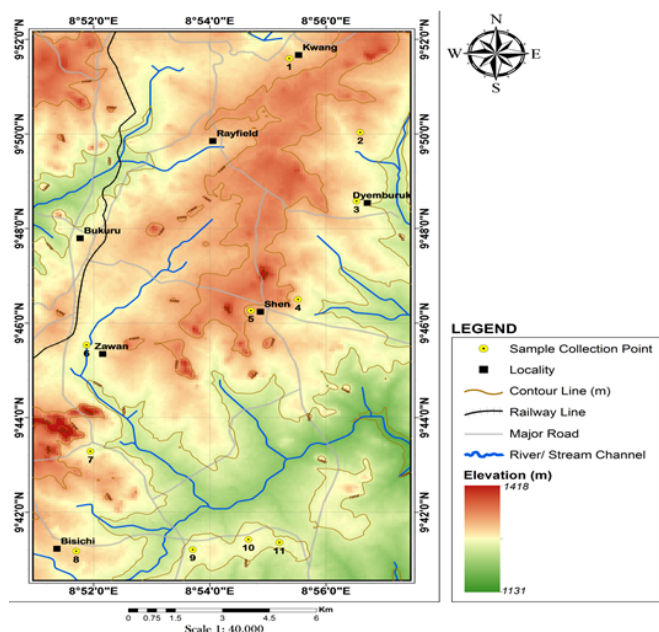 8°52'0"E 8°54'0"E 8°56'0"E
9°52'0"N 9°52'0"N
Kwang
1
9°50'0"N 9°50'0"N
Rayfield
2
Dyemburuk
3
9°48'0"N 9°48'0"N
Bukuru
4
Shen
5
9°46'0"N 9°46'0"N
6
Zawan
9°44'0"N 9°44'0"N
7
9°42'0"N 9°42'0"N
Bisichi
8
9
10
11
8°52'0"E 8°54'0"E 8°56'0"E
0 0.75 1.5 3 4.5 6
Km
Scale 1: 40,000
N
W E
S
LEGEND
Sample Collection Point
Locality
Contour Line (m)
Railway Line
Major Road
River/ Stream Channel
Elevation (m)
1418
1131